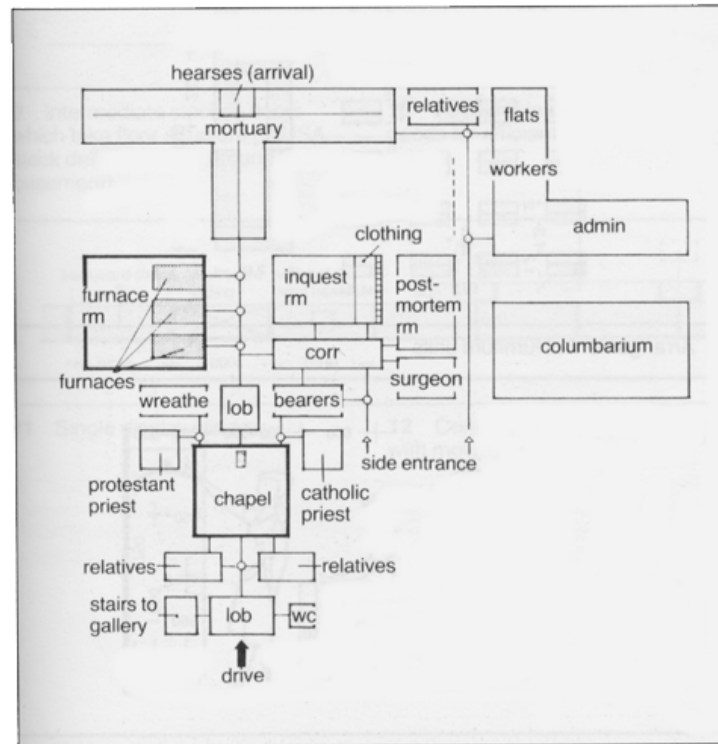 hearses (arrival)
mortuary
relatives
flats
workers
admin
clothing
inquest
rm
post-
mortem
rm
furnace
rm
furnaces
corr
columbarium
surgeon
wreathe
lob
bearers
side entrance
protestant
priest
chapel
catholic
priest
relatives
relatives
stairs to
gallery
lob
wc
drive